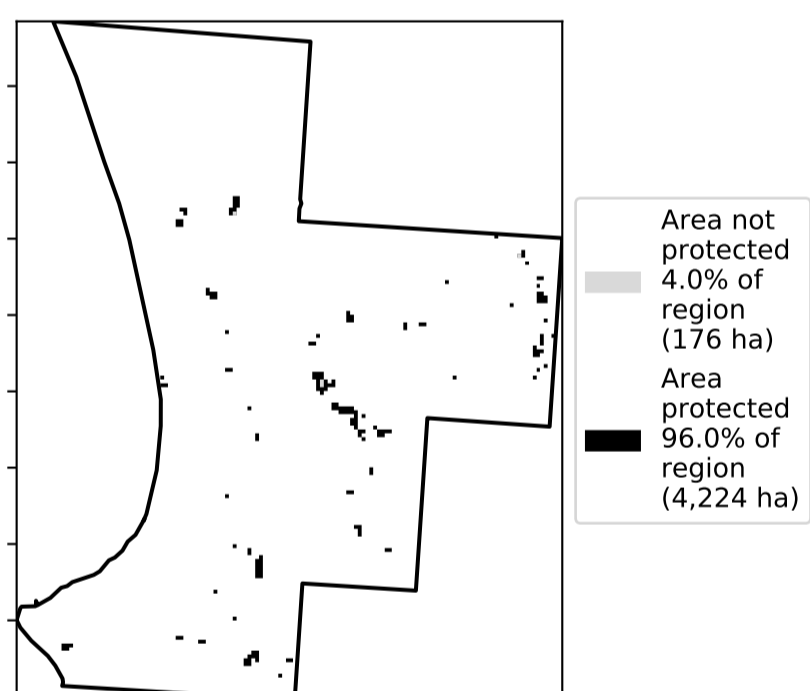 Area not
protected
4.0% of
region
(176 ha)
Area
protected
96.0% of
region
(4,224 ha)